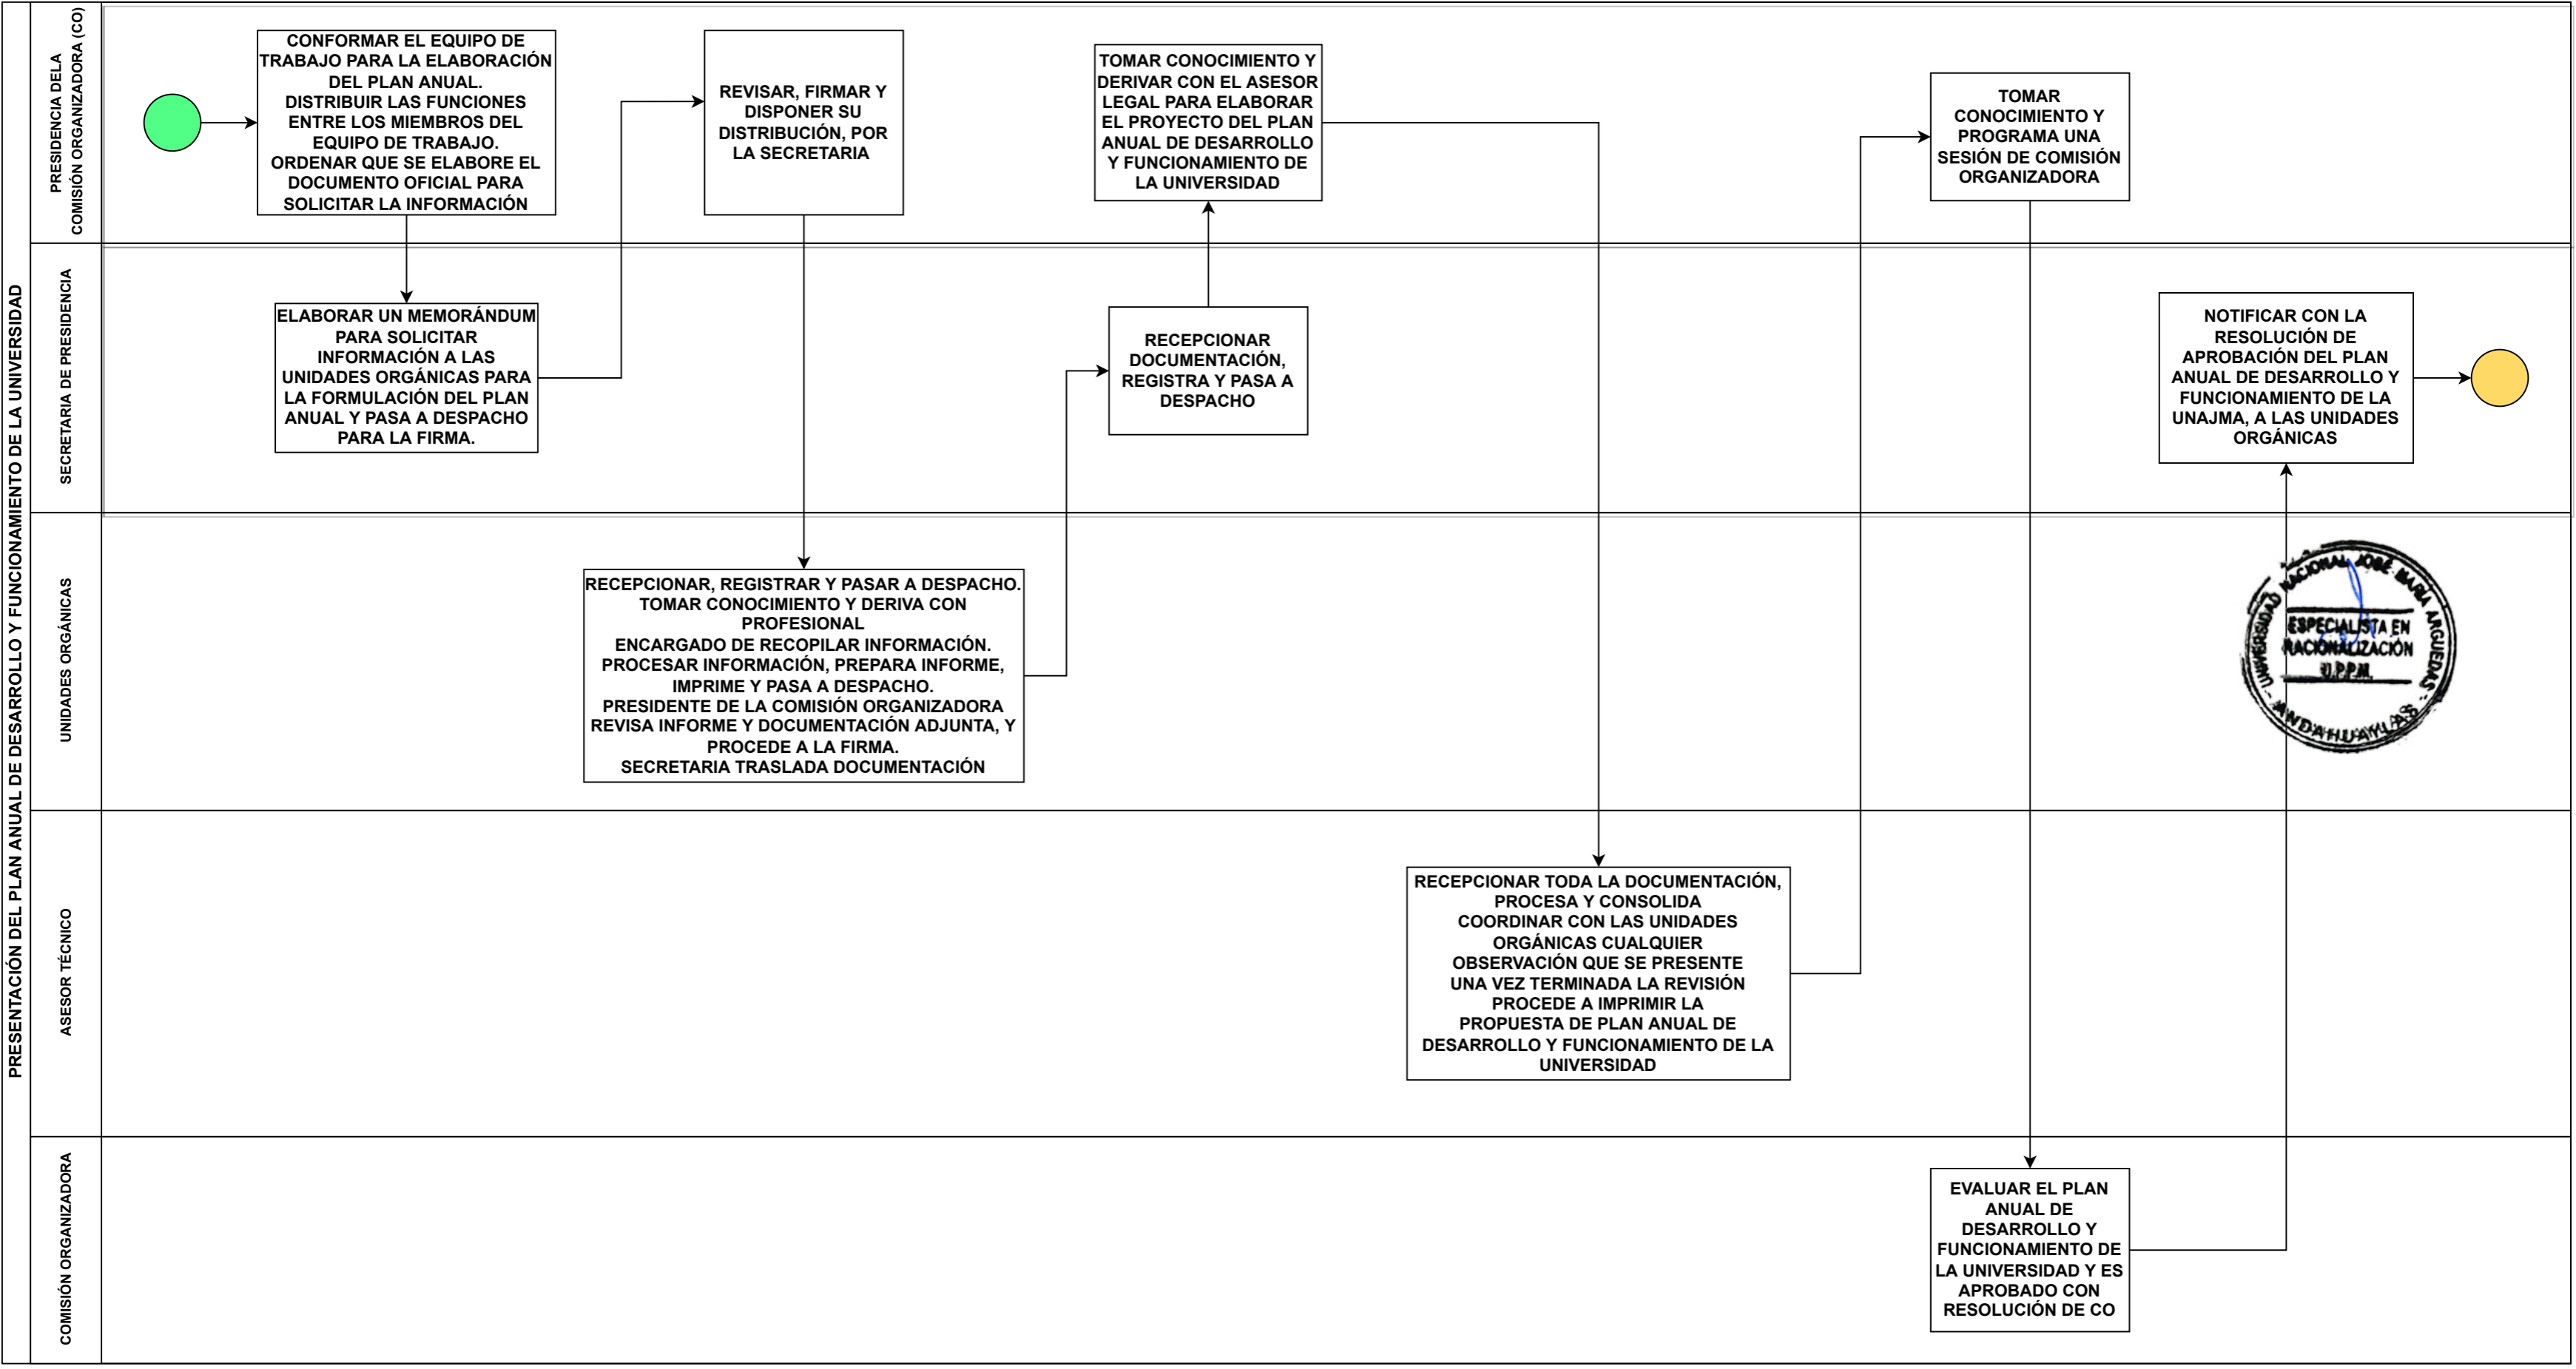 PRESENTACIÓN DEL PLAN ANUAL DE DESARROLLO Y FUNCIONAMIENTO DE LA UNIVERSIDAD
PRESIDENCIA DELA
COMISIÓN ORGANIZADORA (CO)
CONFORMAR EL EQUIPO DE
TRABAJO PARA LA ELABORACIÓN
DEL PLAN ANUAL.
DISTRIBUIR LAS FUNCIONES
ENTRE LOS MIEMBROS DEL
EQUIPO DE TRABAJO.
ORDENAR QUE SE ELABORE EL
DOCUMENTO OFICIAL PARA
SOLICITAR LA INFORMACIÓN
REVISAR, FIRMAR Y
DISPONER SU
DISTRIBUCIÓN, POR
LA SECRETARIA
TOMAR CONOCIMIENTO Y
DERIVAR CON EL ASESOR
LEGAL PARA ELABORAR
EL PROYECTO DEL PLAN
ANUAL DE DESARROLLO
Y FUNCIONAMIENTO DE
LA UNIVERSIDAD
TOMAR
CONOCIMIENTO Y
PROGRAMA UNA
SESIÓN DE COMISIÓN
ORGANIZADORA
SECRETARIA DE PRESIDENCIA
ELABORAR UN MEMORÁNDUM
PARA SOLICITAR
INFORMACIÓN A LAS
UNIDADES ORGÁNICAS PARA
LA FORMULACIÓN DEL PLAN
ANUAL Y PASA A DESPACHO
PARA LA FIRMA.
RECEPCIONAR
DOCUMENTACIÓN,
REGISTRA Y PASA A
DESPACHO
NOTIFICAR CON LA
RESOLUCIÓN DE
APROBACIÓN DEL PLAN
ANUAL DE DESARROLLO Y
FUNCIONAMIENTO DE LA
UNAJMA, A LAS UNIDADES
ORGÁNICAS
UNIDADES ORGÁNICAS
RECEPCIONAR, REGISTRAR Y PASAR A DESPACHO.
TOMAR CONOCIMIENTO Y DERIVA CON
PROFESIONAL
ENCARGADO DE RECOPILAR INFORMACIÓN.
PROCESAR INFORMACIÓN, PREPARA INFORME,
IMPRIME Y PASA A DESPACHO.
PRESIDENTE DE LA COMISIÓN ORGANIZADORA
REVISA INFORME Y DOCUMENTACIÓN ADJUNTA, Y
PROCEDE A LA FIRMA.
SECRETARIA TRASLADA DOCUMENTACIÓN
UNIVERSIDAD NACIONAL JOSÉ MARÍA ARGUEDAS
ESPECIALISTA EN
RACIONALIZACIÓN
U.P.P.M.
ANDAHUAYLAS
ASESOR TÉCNICO
RECEPCIONAR TODA LA DOCUMENTACIÓN,
PROCESA Y CONSOLIDA
COORDINAR CON LAS UNIDADES
ORGÁNICAS CUALQUIER
OBSERVACIÓN QUE SE PRESENTE
UNA VEZ TERMINADA LA REVISIÓN
PROCEDE A IMPRIMIR LA
PROPUESTA DE PLAN ANUAL DE
DESARROLLO Y FUNCIONAMIENTO DE LA
UNIVERSIDAD
COMISIÓN ORGANIZADORA
EVALUAR EL PLAN
ANUAL DE
DESARROLLO Y
FUNCIONAMIENTO DE
LA UNIVERSIDAD Y ES
APROBADO CON
RESOLUCIÓN DE CO